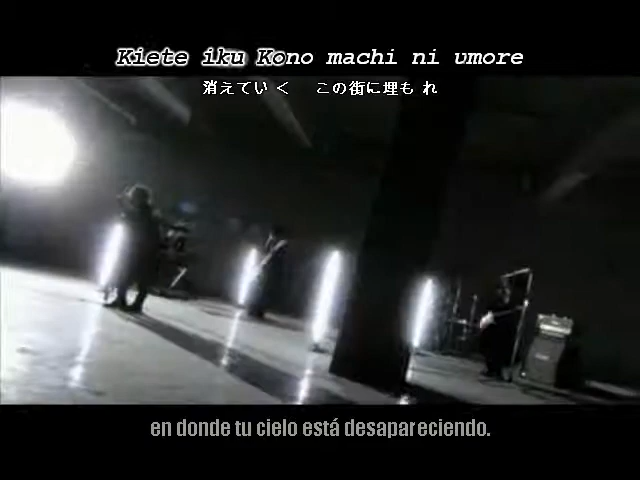 Kiete iku Kono machi ni umore
消えてい く この街に埋も れ
en donde tu cielo está desapareciendo.